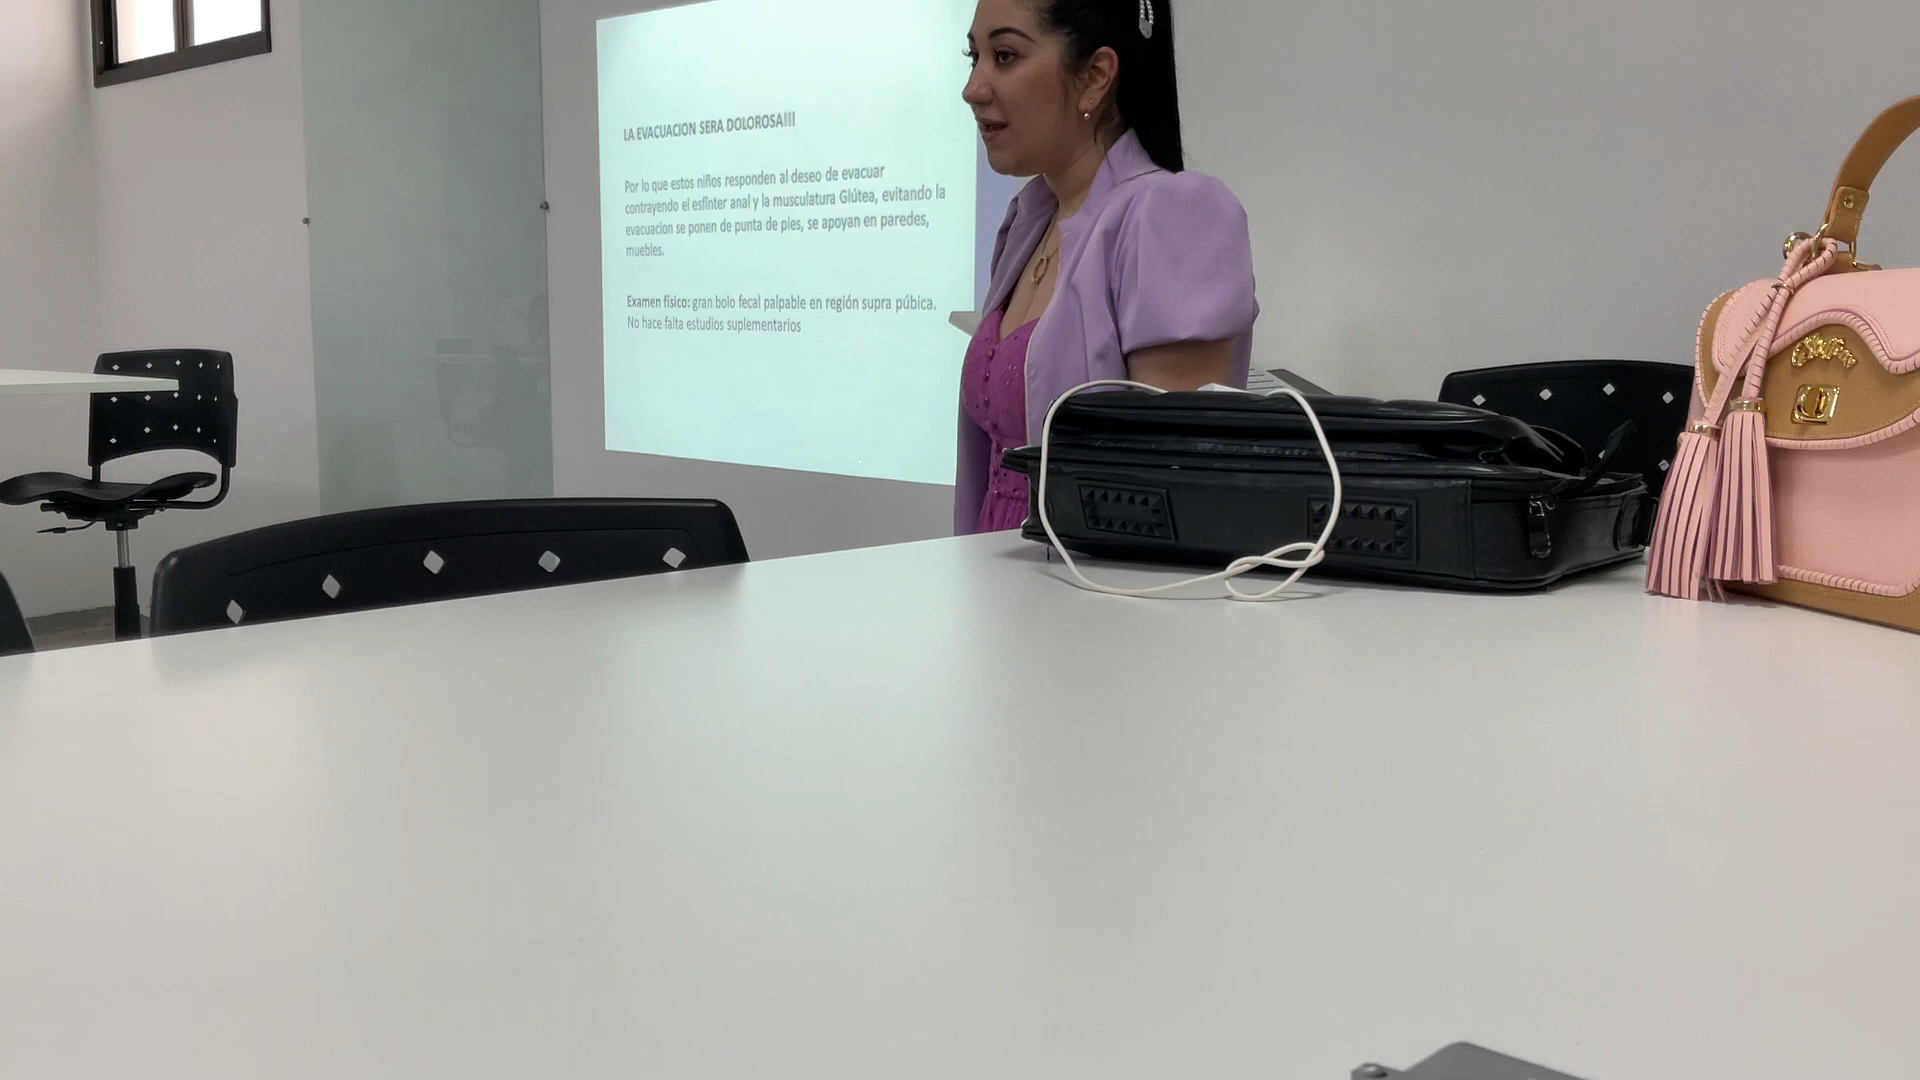 LA EVACUACION SERA DOLOROSA!!!
Por lo que estos niños responden al deseo de evacuar
contrayendo el esfínter anal y la musculatura Glútea, evitando la
evacuacion se ponen de punta de pies, se apoyan en paredes,
muebles.
Examen físico: gran bolo fecal palpable en región supra púbica.
No hace falta estudios suplementarios